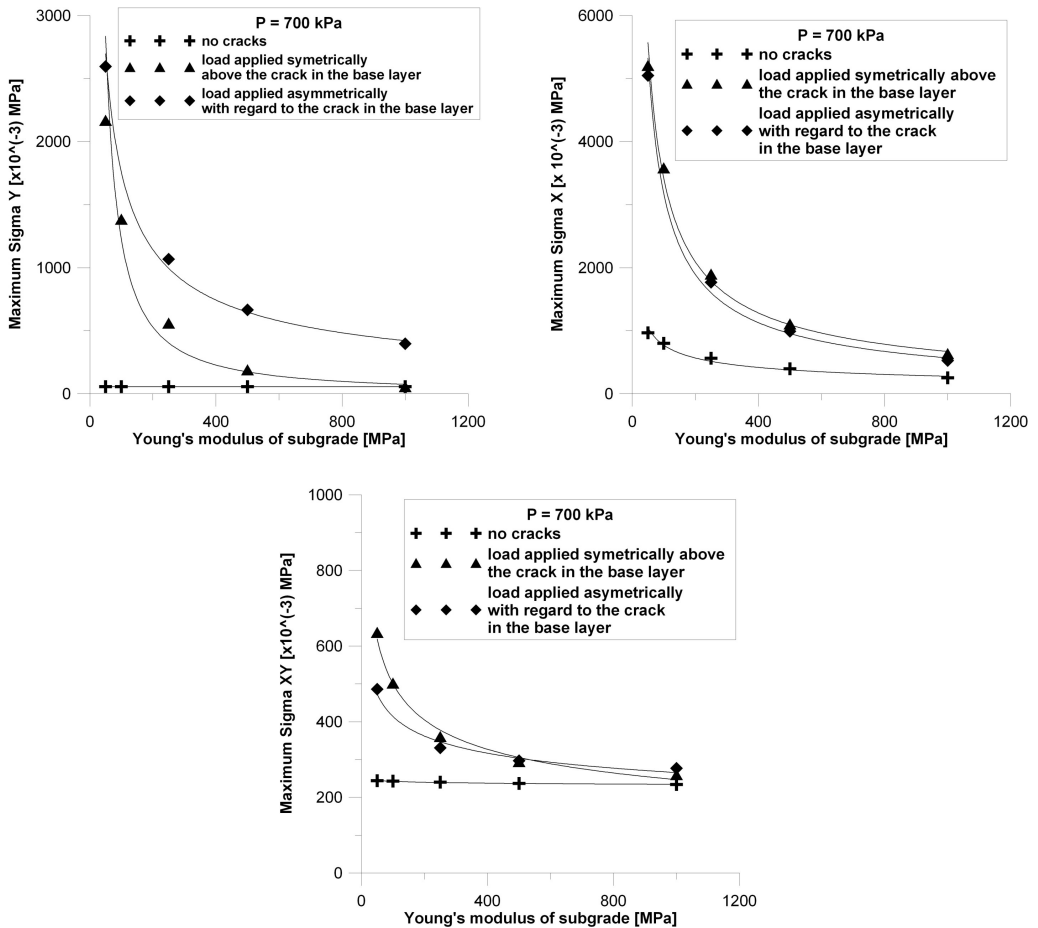 P = 700 kPa
no cracks
load applied symetrically
above the crack in the base layer
load applied asymmetrically
with regard to the crack in the base layer
3000
2000
1000
0
Maximum Sigma Y [x10^(-3) MPa]
0
400
800
1200
Young's modulus of subgrade [MPa]
P = 700 kPa
no cracks
load applied symetrically above
the crack in the base layer
load applied asymetrically
with regard to the crack
in the base layer
6000
4000
2000
0
Maximum Sigma X [x 10^(-3) MPa]
0
400
800
1200
Young's modulus of subgrade [MPa]
P = 700 kPa
no cracks
load applied symetrically above
the crack in the base layer
load applied asymetrically
with regard to the crack
in the base layer
1000
800
600
400
200
0
Maximum Sigma XY [x10^(-3) MPa]
0
400
800
1200
Young's modulus of subgrade [MPa]